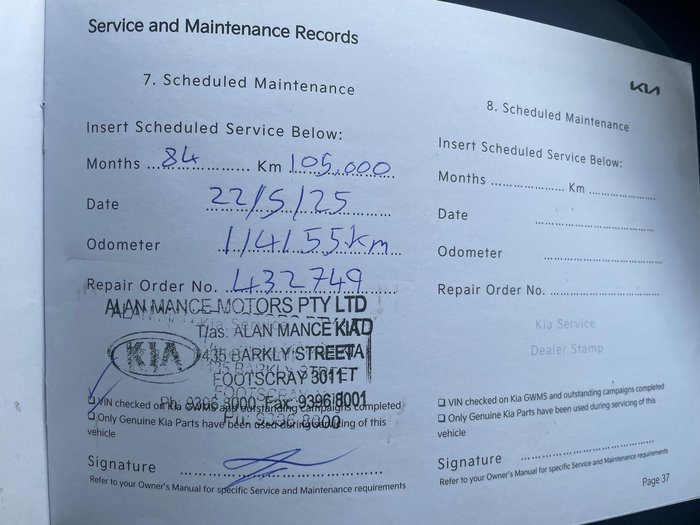 Service and Maintenance Records
7. Scheduled Maintenance
Insert Scheduled Service Below:
Months 84 Km 105,000
Date 22/5/25
Odometer 114155km
Repair Order No. 432749
ALAN MANCE MOTORS PTY LTD
T/as: ALAN MANCE KIA
KIA
435 BARKLY STREET
FOOTSCRAY 3011
Ph: 9396 8000 Fax: 9396 8001
❑ VIN checked on Kia GWMS and outstanding campaigns completed
❑ Only Genuine Kia Parts have been used during servicing of this
vehicle
Signature
Refer to your Owner's Manual for specific Service and Maintenance requirements
KIA
8. Scheduled Maintenance
Insert Scheduled Service Below:
Months Km
Date
Odometer
Repair Order No.
Kia Service
Dealer Stamp
❑ VIN checked on Kia GWMS and outstanding campaigns completed
❑ Only Genuine Kia Parts have been used during servicing of this
vehicle
Signature
Refer to your Owner's Manual for specific Service and Maintenance requirements
Page 37